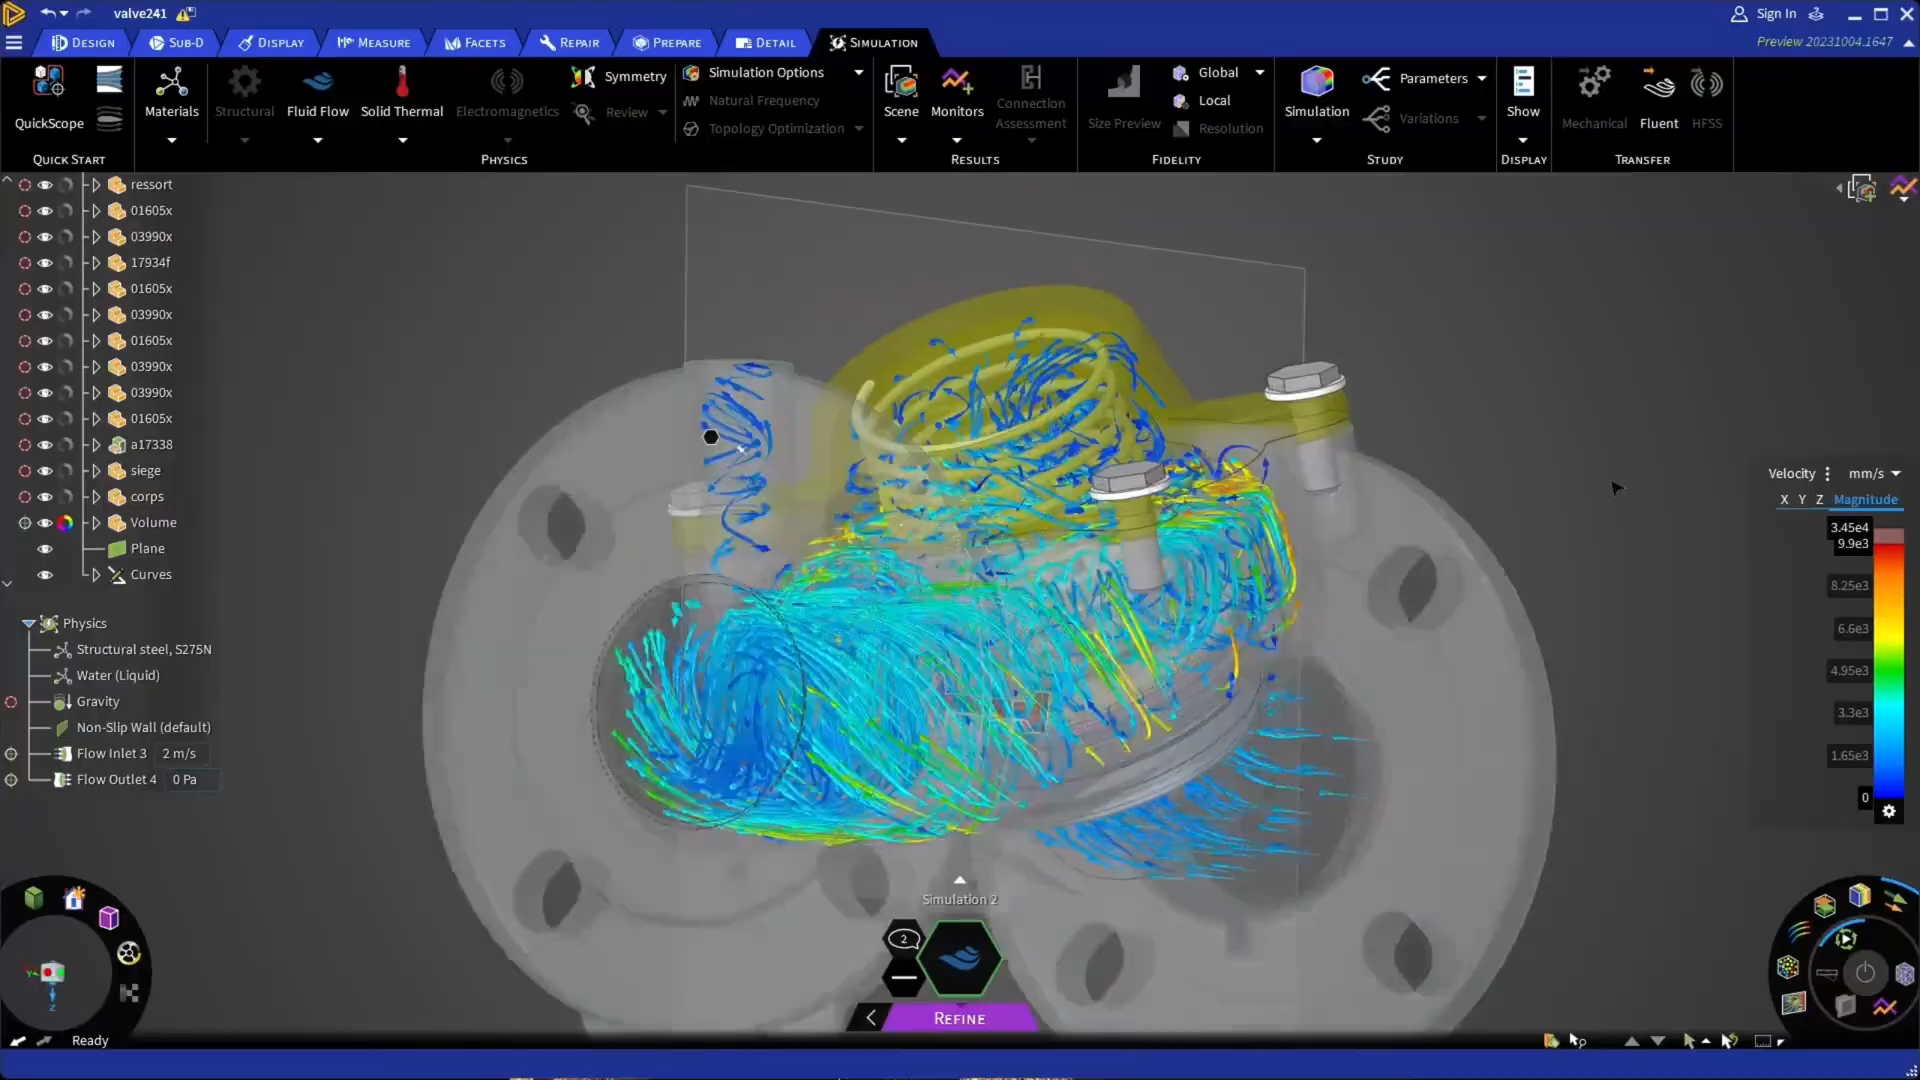 valve241
Sign In
DESIGN
SUB-D
DISPLAY
MEASURE
FACETS
REPAIR
PREPARE
DETAIL
SIMULATION
Preview 20231004.1647
QuickScope
Materials
Structural
Fluid Flow
Solid Thermal
Electromagnetics
Symmetry
Review
Simulation Options
Natural Frequency
Topology Optimization
Scene
Monitors
Connection
Assessment
Size Preview
Global
Local
Resolution
Simulation
Parameters
Variations
Show
Mechanical
Fluent
HFSS
QUICK START
PHYSICS
RESULTS
FIDELITY
STUDY
DISPLAY
TRANSFER
ressort
01605x
03990x
17934f
01605x
03990x
01605x
03990x
03990x
01605x
a17338
siege
corps
Volume
Plane
Curves
Physics
Structural steel, S275N
Water (Liquid)
Gravity
Non-Slip Wall (default)
Flow Inlet 3 2 m/s
Flow Outlet 4 0 Pa
Velocity mm/s
X Y Z Magnitude
3.45e4
9.9e3
8.25e3
6.6e3
4.95e3
3.3e3
1.65e3
0
Simulation 2
2
REFINE
Y
Z
Ready